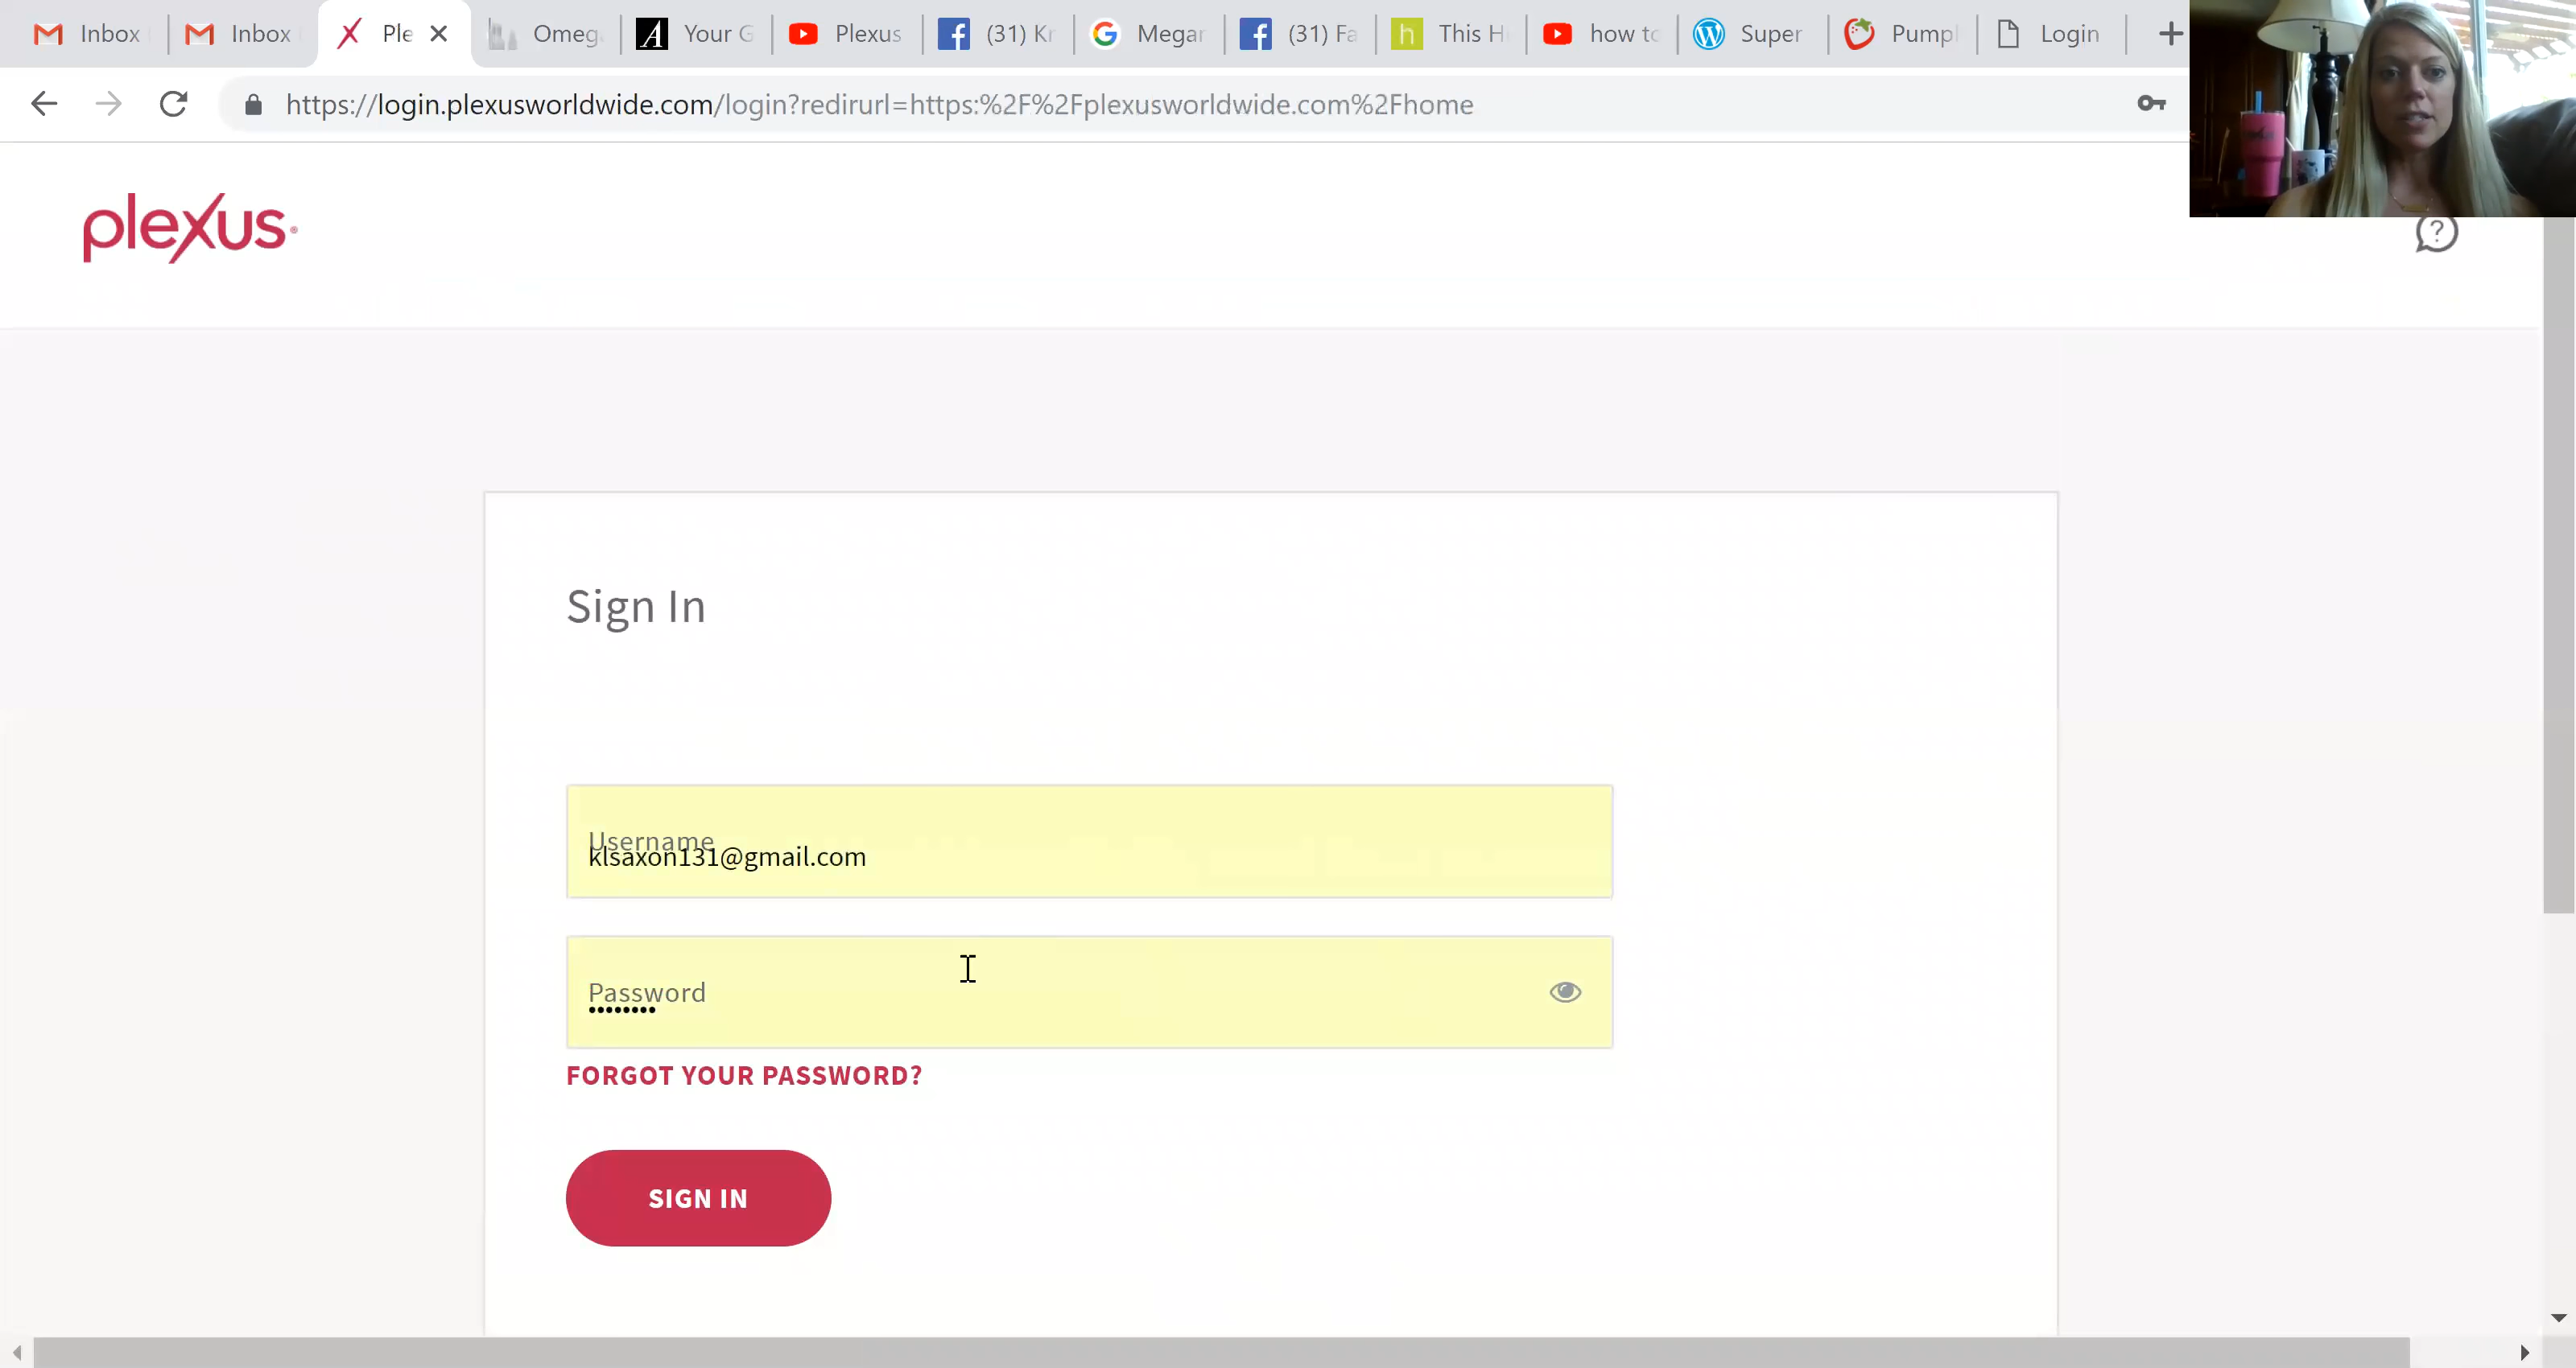 Inbox
Inbox
Ple
Omeg
Your G
Plexus
(31) Kr
Megar
(31) Fa
This H
how to
Super
Pumpl
Login
https://login.plexusworldwide.com/login?redirurl=https:%2F%2Fplexusworldwide.com%2Fhome
plexus
Sign In
Username
klsaxon131@gmail.com
Password
FORGOT YOUR PASSWORD?
SIGN IN